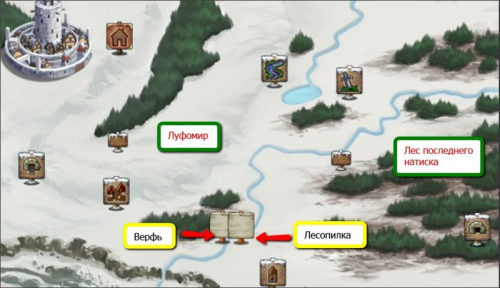 Луфомир
Лес последнего
натиска
Верфь
Лесопилка